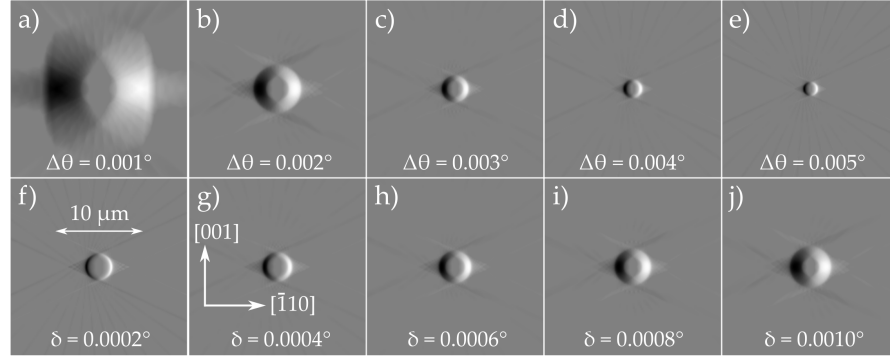 a) b) c) d) e)
Δθ = 0.001° Δθ = 0.002° Δθ = 0.003° Δθ = 0.004° Δθ = 0.005°
f) g) h) i) j)
10 μm
[001]
[1̄10]
δ = 0.0002° δ = 0.0004° δ = 0.0006° δ = 0.0008° δ = 0.0010°